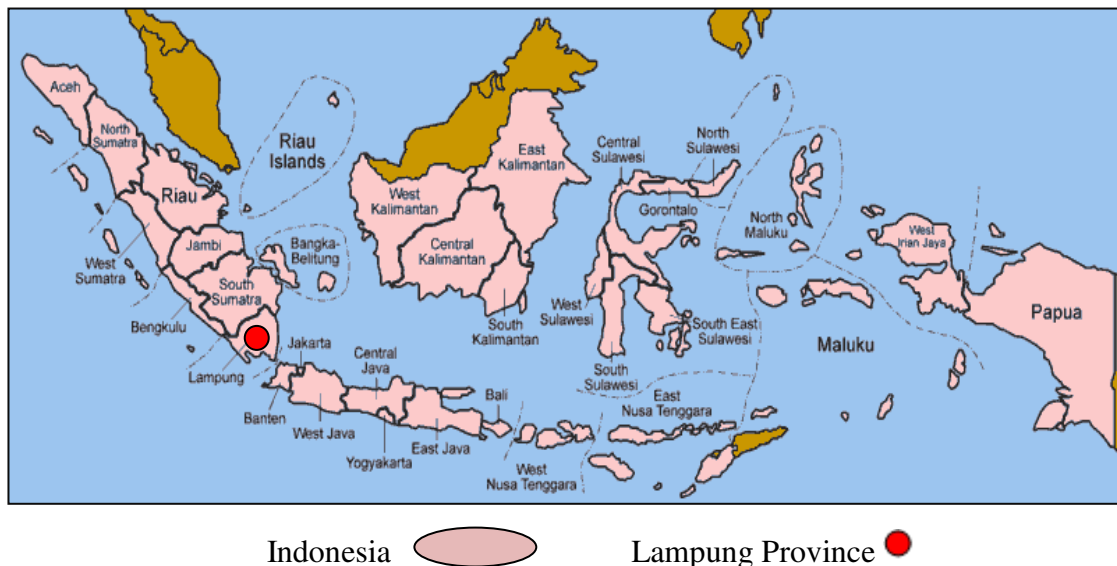 Aceh
North
Sumatra
Riau
Islands
Riau
Jambi
West
Sumatra
South
Sumatra
Bangka-
Belitung
Bengkulu
Lampung
Jakarta
Banten
West Java
Central
Java
Yogyakarta
East Java
Bali
West
Nusa Tenggara
East
Nusa Tenggara
West
Kalimantan
Central
Kalimantan
East
Kalimantan
South
Kalimantan
Central
Sulawesi
North
Sulawesi
Gorontalo
West
Sulawesi
South
Sulawesi
South East
Sulawesi
North
Maluku
Maluku
West
Irian Jaya
Papua
Indonesia
Lampung Province